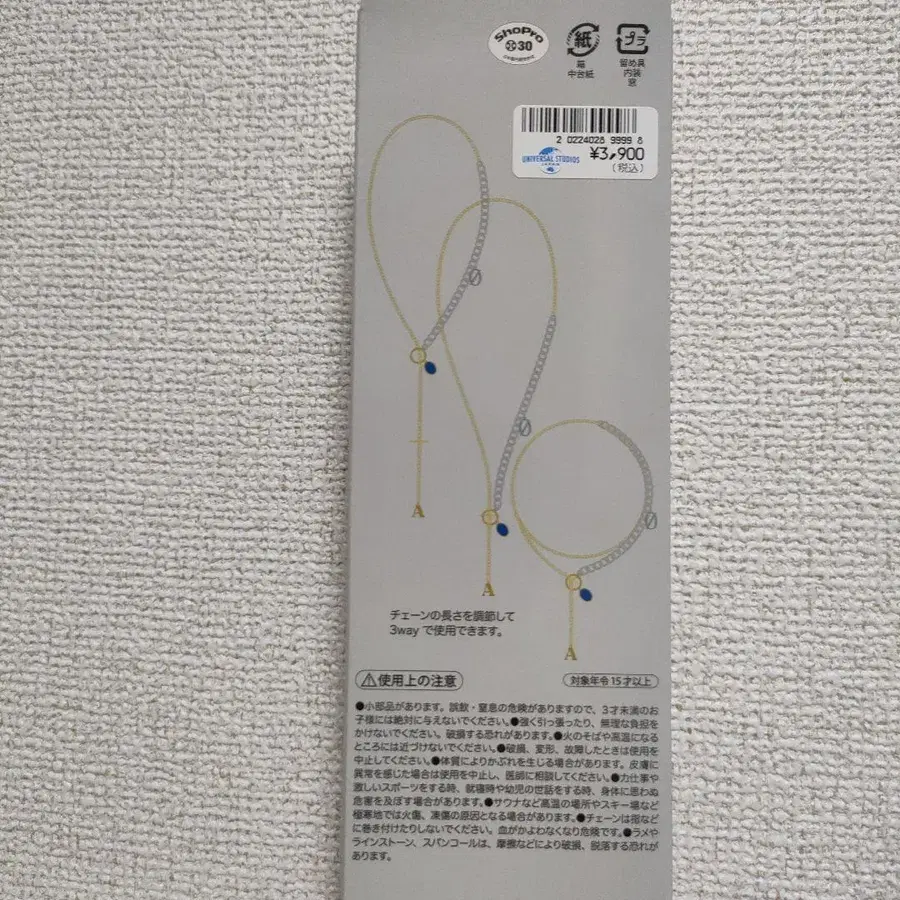 ShoPro
30
紙
プラ
箱
中台紙
留め具
内装
窓
2 0224028 9999 8
UNIVERSAL STUDIOS
JAPAN
¥3,900
(税込)
A
A
A
チェーンの長さを調節して
3wayで使用できます。
⚠使用上の注意
対象年令15才以上
●小部品があります。誤飲・窒息の危険がありますので、3才未満のお
子様には絶対に与えないでください。●強く引っ張ったり、無理な負担を
かけないでください。破損する恐れがあります。●火のそばや高温になる
ところには近づけないでください。●破損、変形、故障したときは使用を
中止してください。●体質によりかぶれを生じる場合があります。皮膚に
異常を感じた場合は使用を中止し、医師に相談してください。●力仕事や
激しいスポーツをする時、就寝時や幼児の世話をする時、身体に思わぬ
危害を及ぼす場合があります。●サウナなど高温の場所やスキー場など
極寒地では火傷、凍傷の原因となる場合があります。●チェーンは指など
に巻き付けたりしないでください。血がかよわなくなり危険です。●ラメや
ラインストーン、スパンコールは、摩擦などにより破損、脱落する恐れが
あります。